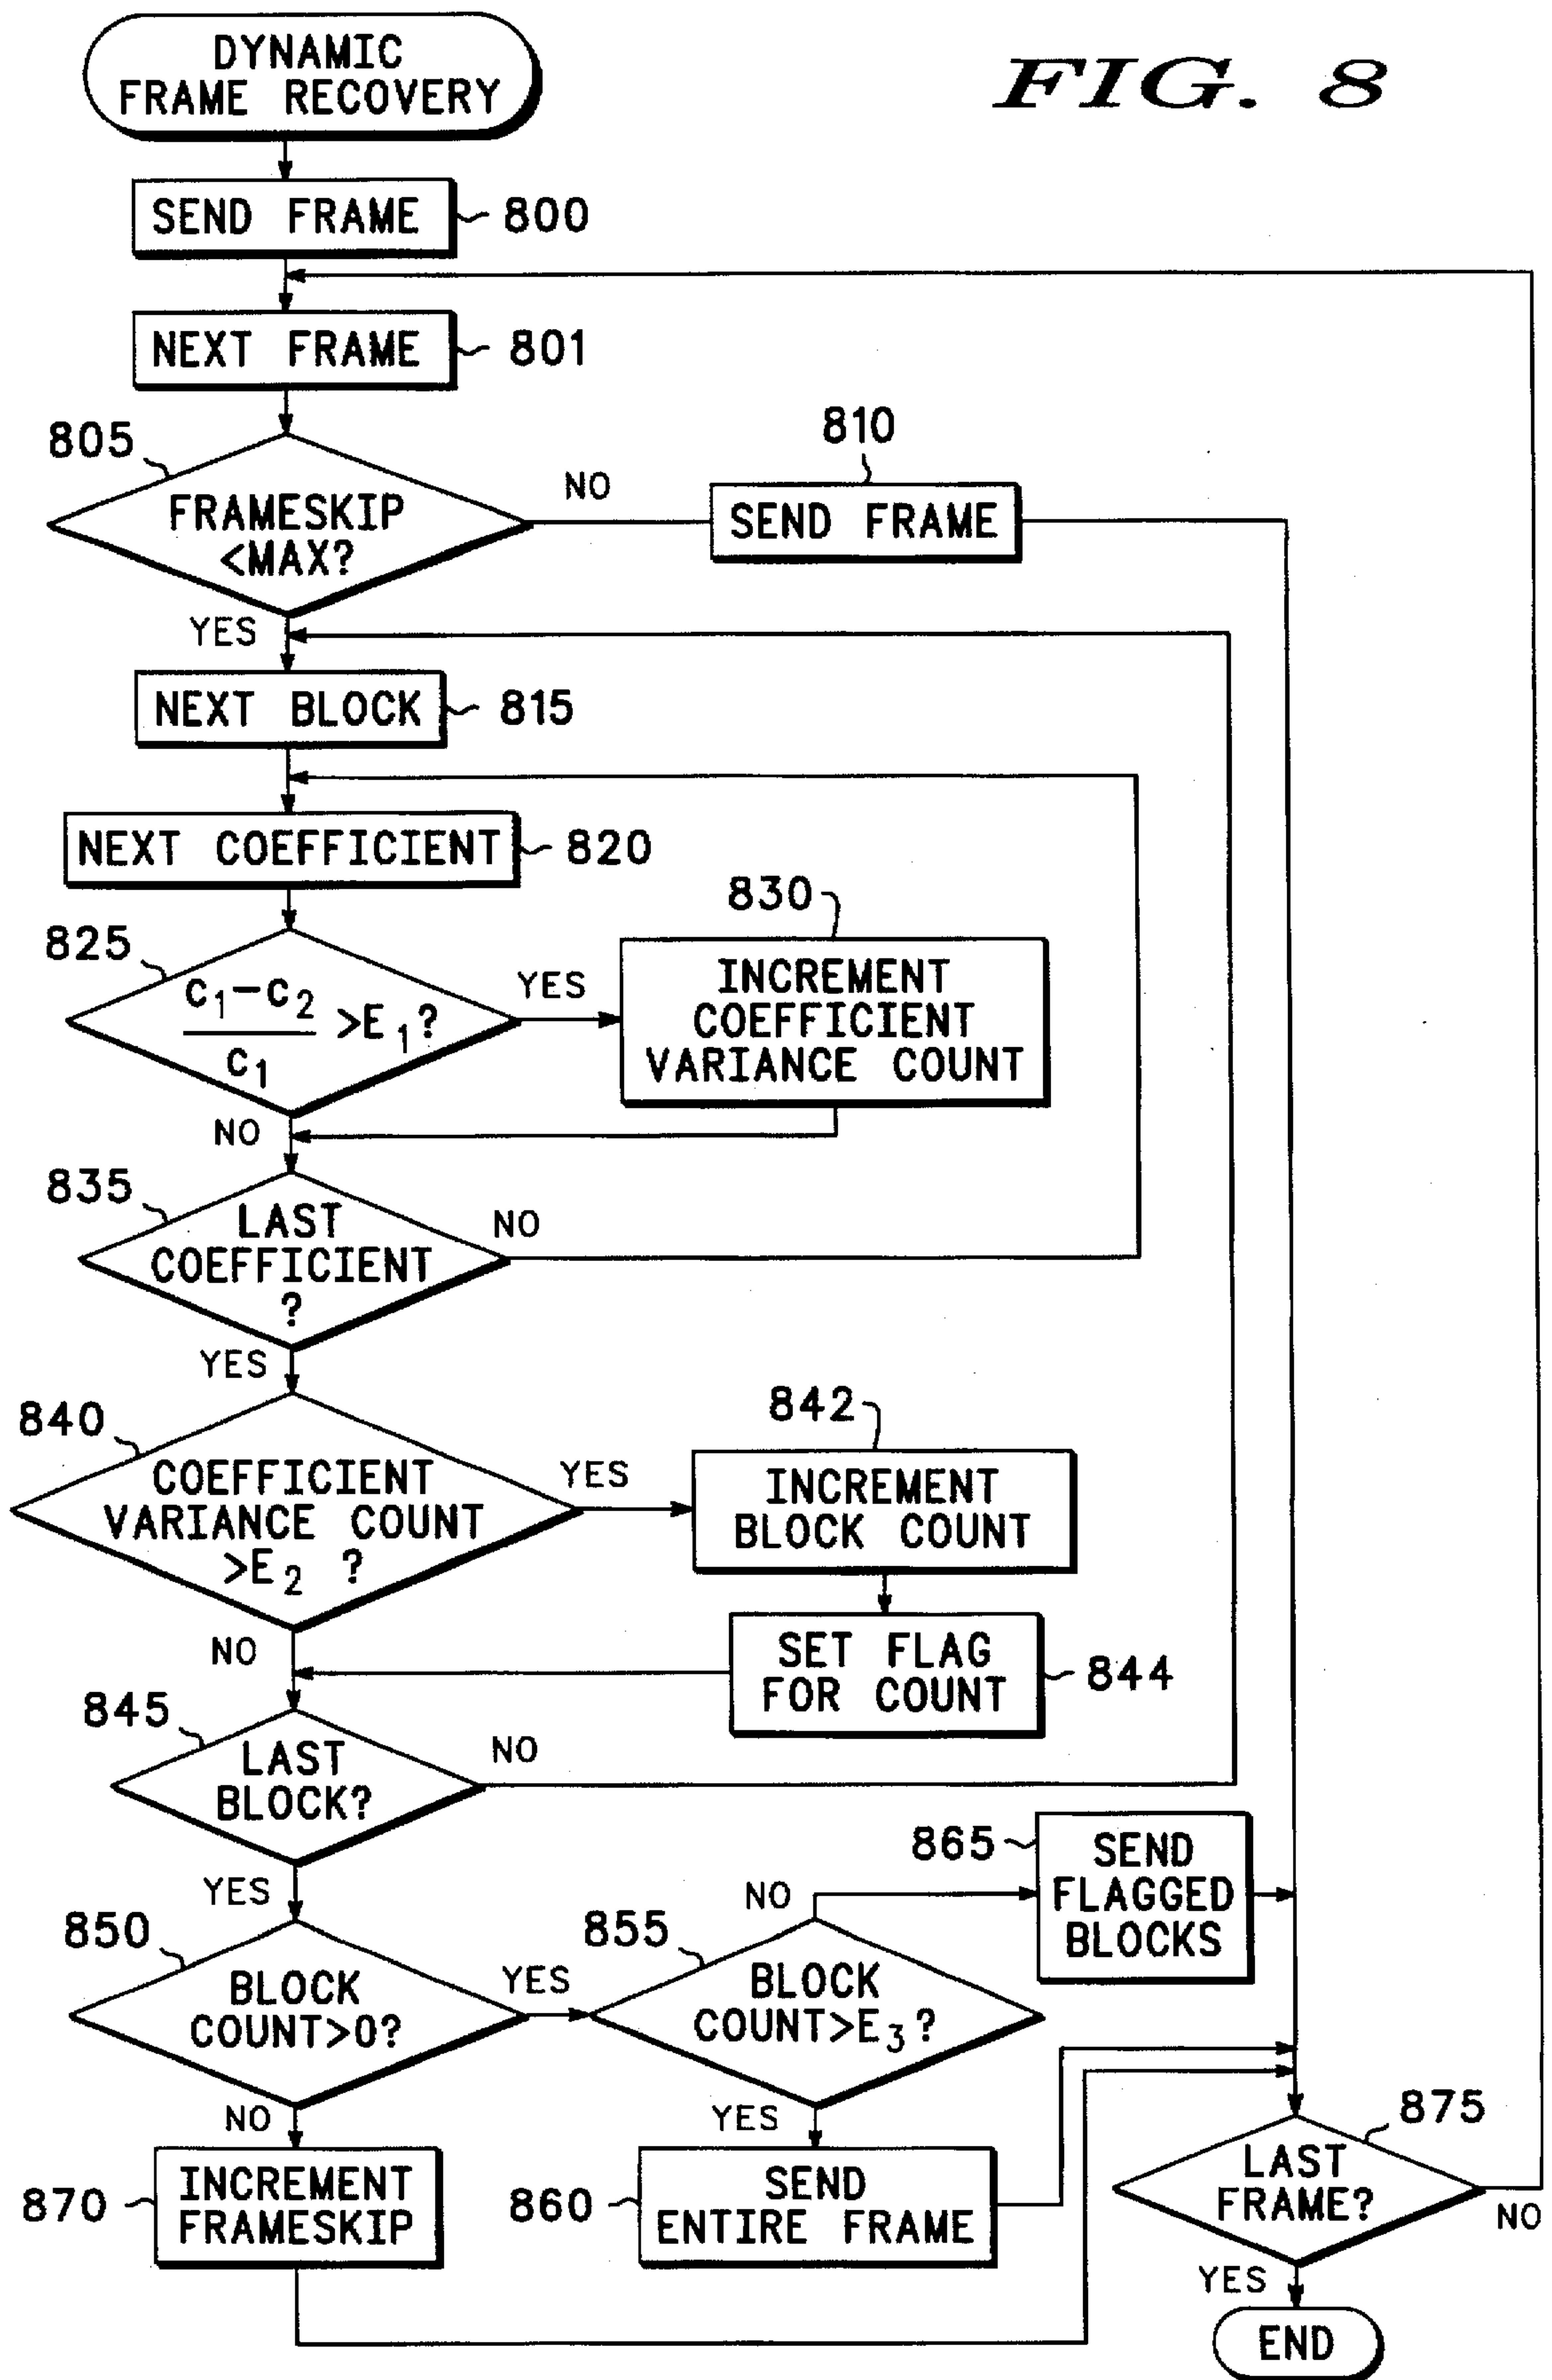 DYNAMIC
FRAME RECOVERY
FIG. 8
SEND FRAME
800
NEXT FRAME
801
805
FRAMESKIP
<MAX?
NO
810
SEND FRAME
YES
NEXT BLOCK
815
NEXT COEFFICIENT
820
825
C1-C2
C1
>E1?
YES
830
INCREMENT
COEFFICIENT
VARIANCE COUNT
NO
835
LAST
COEFFICIENT
?
NO
YES
840
COEFFICIENT
VARIANCE COUNT
>E2 ?
YES
842
INCREMENT
BLOCK COUNT
SET FLAG
FOR COUNT
844
NO
845
LAST
BLOCK?
NO
YES
865
SEND
FLAGGED
BLOCKS
850
BLOCK
COUNT>0?
YES
855
BLOCK
COUNT>E3?
NO
NO
870
INCREMENT
FRAMESKIP
YES
860
SEND
ENTIRE FRAME
875
LAST
FRAME?
NO
YES
END